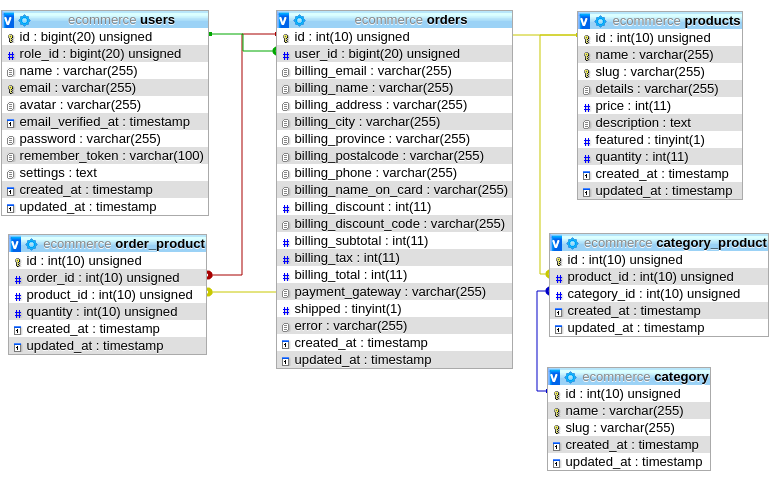 ecommerce users
id : bigint(20) unsigned
role_id : bigint(20) unsigned
name : varchar(255)
email : varchar(255)
avatar : varchar(255)
email_verified_at : timestamp
password : varchar(255)
remember_token : varchar(100)
settings : text
created_at : timestamp
updated_at : timestamp
ecommerce order_product
id : int(10) unsigned
order_id : int(10) unsigned
product_id : int(10) unsigned
quantity : int(10) unsigned
created_at : timestamp
updated_at : timestamp
ecommerce orders
id : int(10) unsigned
user_id : bigint(20) unsigned
billing_email : varchar(255)
billing_name : varchar(255)
billing_address : varchar(255)
billing_city : varchar(255)
billing_province : varchar(255)
billing_postalcode : varchar(255)
billing_phone : varchar(255)
billing_name_on_card : varchar(255)
billing_discount : int(11)
billing_discount_code : varchar(255)
billing_subtotal : int(11)
billing_tax : int(11)
billing_total : int(11)
payment_gateway : varchar(255)
shipped : tinyint(1)
error : varchar(255)
created_at : timestamp
updated_at : timestamp
ecommerce products
id : int(10) unsigned
name : varchar(255)
slug : varchar(255)
details : varchar(255)
price : int(11)
description : text
featured : tinyint(1)
quantity : int(11)
created_at : timestamp
updated_at : timestamp
ecommerce category_product
id : int(10) unsigned
product_id : int(10) unsigned
category_id : int(10) unsigned
created_at : timestamp
updated_at : timestamp
ecommerce category
id : int(10) unsigned
name : varchar(255)
slug : varchar(255)
created_at : timestamp
updated_at : timestamp